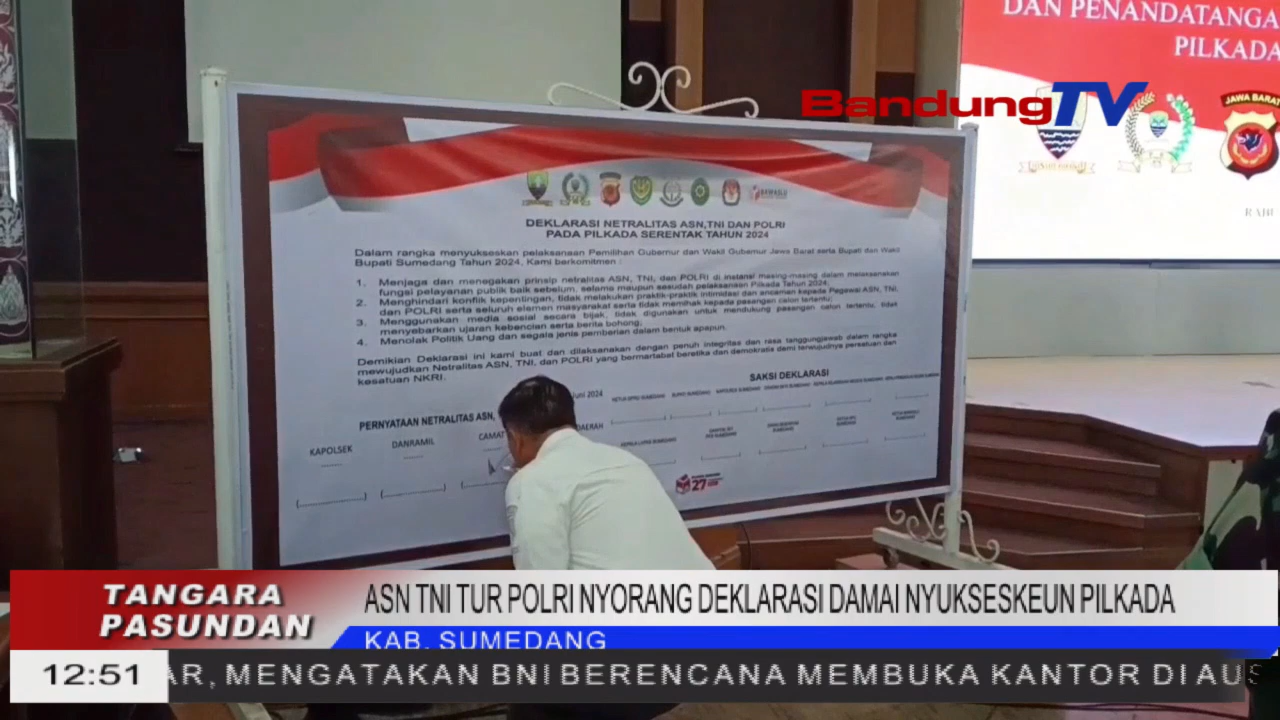 DAN PENANDATANGA
PILKADA
BandungTV
JAWA BARAT
BAWASLU
DEKLARASI NETRALITAS ASN,TNI DAN POLRI
PADA PILKADA SERENTAK TAHUN 2024
Dalam rangka menyukseskan pelaksanaan Pemilihan Gubernur dan Wakil Gubernur Jawa Barat serta Bupati dan Wakil
Bupati Sumedang Tahun 2024, Kami berkomitmen :
1. Menjaga dan menegakan prinsip netralitas ASN, TNI, dan POLRI di instansi masing-masing dalam melaksanakan
fungsi pelayanan publik baik sebelum, selama maupun sesudah pelaksanaan Pilkada Tahun 2024,
2. Menghindari konflik kepentingan, tidak melakukan praktik-praktik intimidasi dan ancaman kepada Pegawai ASN, TNI,
dan POLRI serta seluruh elemen masyarakat serta tidak memihak kepada pasangan calon tertentu;
3. Menggunakan media sosial secara bijak, tidak digunakan untuk mendukung pasangan calon tertentu, tidak
menyebarkan ujaran kebencian serta berita bohong;
4. Menolak Politik Uang dan segala jenis pemberian dalam bentuk apapun.
Demikian Deklarasi ini kami buat dan dilaksanakan dengan penuh integritas dan rasa tanggungjawab dalam rangka
mewujudkan Netralitas ASN, TNI, dan POLRI yang bermartabat beretika dan demokratis demi terwujudnya persatuan dan
kesatuan NKRI.
Juni 2024
SAKSI DEKLARASI
PERNYATAAN NETRALITAS ASN,
DAERAH
KAPOLSEK
DANRAMIL
CAMAT
27
TANGARA
PASUNDAN
ASN TNI TUR POLRI NYORANG DEKLARASI DAMAI NYUKSESKEUN PILKADA
KAB. SUMEDANG
12:51
AR, MENGATAKAN BNI BERENCANA MEMBUKA KANTOR DI AUS